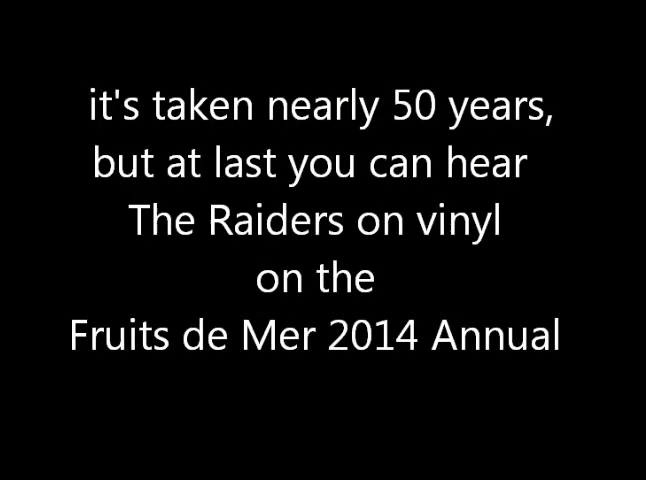 it's taken nearly 50 years,
but at last you can hear
The Raiders on vinyl
on the
Fruits de Mer 2014 Annual